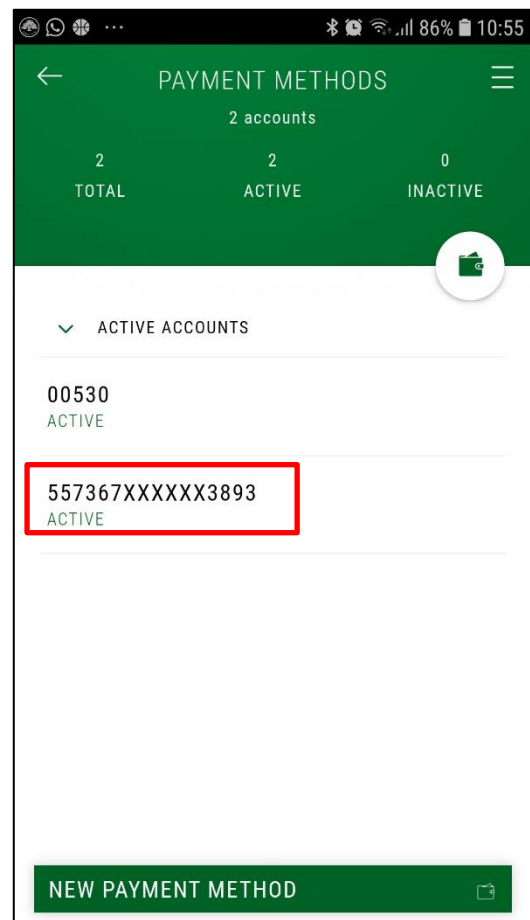 86% 10:55
PAYMENT METHODS
2 accounts
2 2 0
TOTAL ACTIVE INACTIVE
ACTIVE ACCOUNTS
00530
ACTIVE
557367XXXXXX3893
ACTIVE
NEW PAYMENT METHOD